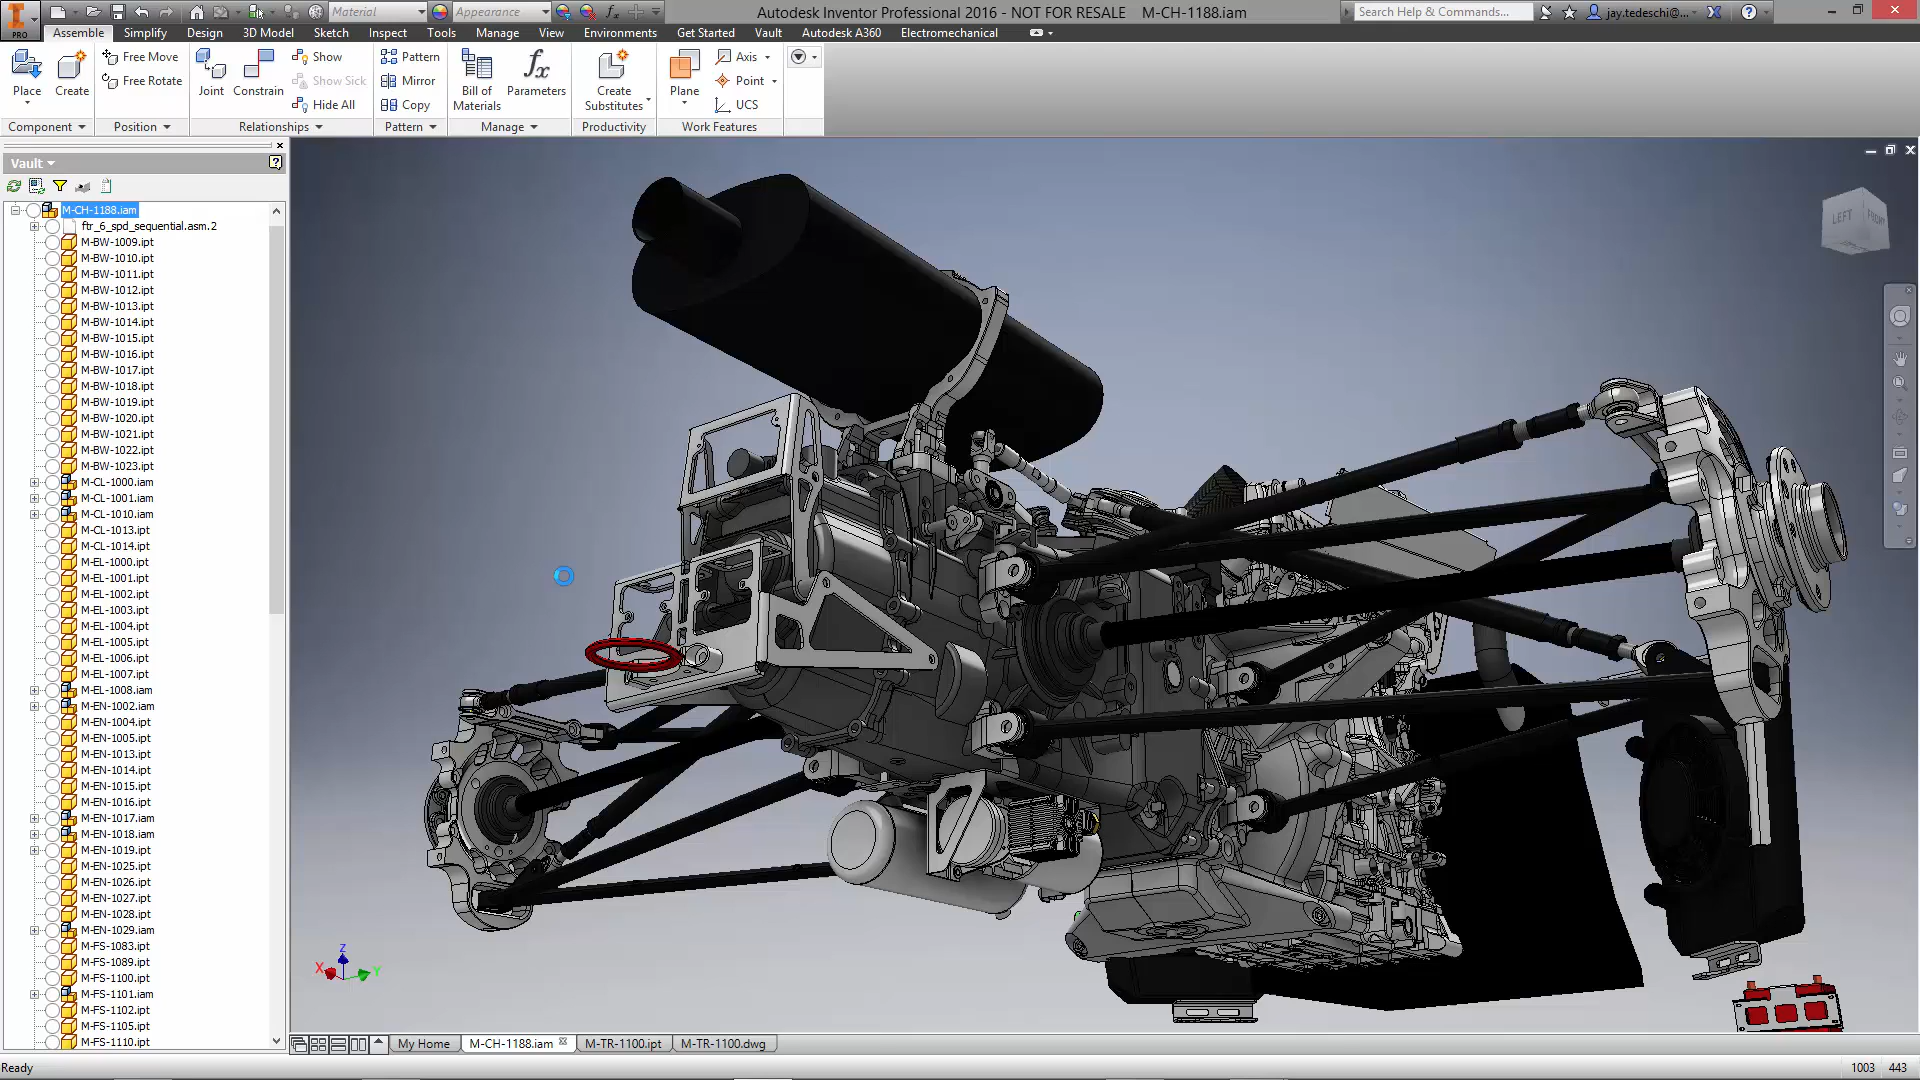 Material
Appearance
Autodesk Inventor Professional 2016 - NOT FOR RESALE M-CH-1188.iam
Search Help & Commands...
jay.tedeschi@...
PRO
Assemble Simplify Design 3D Model Sketch Inspect Tools Manage View Environments Get Started Vault Autodesk A360 Electromechanical
Place
Create
Free Move
Free Rotate
Joint
Constrain
Show
Show Sick
Hide All
Pattern
Mirror
Copy
Bill of
Materials
fx
Parameters
Create
Substitutes
Plane
Axis
Point
UCS
Component Position Relationships Pattern Manage Productivity Work Features
Vault
M-CH-1188.iam
ftr_6_spd_sequential.asm.2
M-BW-1009.ipt
M-BW-1010.ipt
M-BW-1011.ipt
M-BW-1012.ipt
M-BW-1013.ipt
M-BW-1014.ipt
M-BW-1015.ipt
M-BW-1016.ipt
M-BW-1017.ipt
M-BW-1018.ipt
M-BW-1019.ipt
M-BW-1020.ipt
M-BW-1021.ipt
M-BW-1022.ipt
M-BW-1023.ipt
M-CL-1000.iam
M-CL-1001.iam
M-CL-1010.iam
M-CL-1013.ipt
M-CL-1014.ipt
M-EL-1000.ipt
M-EL-1001.ipt
M-EL-1002.ipt
M-EL-1003.ipt
M-EL-1004.ipt
M-EL-1005.ipt
M-EL-1006.ipt
M-EL-1007.ipt
M-EL-1008.iam
M-EN-1002.iam
M-EN-1004.ipt
M-EN-1005.ipt
M-EN-1013.ipt
M-EN-1014.ipt
M-EN-1015.ipt
M-EN-1016.ipt
M-EN-1017.iam
M-EN-1018.iam
M-EN-1019.ipt
M-EN-1025.ipt
M-EN-1026.ipt
M-EN-1027.ipt
M-EN-1028.ipt
M-EN-1029.iam
M-FS-1083.ipt
M-FS-1089.ipt
M-FS-1100.ipt
M-FS-1101.iam
M-FS-1102.ipt
M-FS-1105.ipt
M-FS-1110.ipt
LEFT FRONT
Z
X
Y
My Home M-CH-1188.iam M-TR-1100.ipt M-TR-1100.dwg
Ready
1003 443